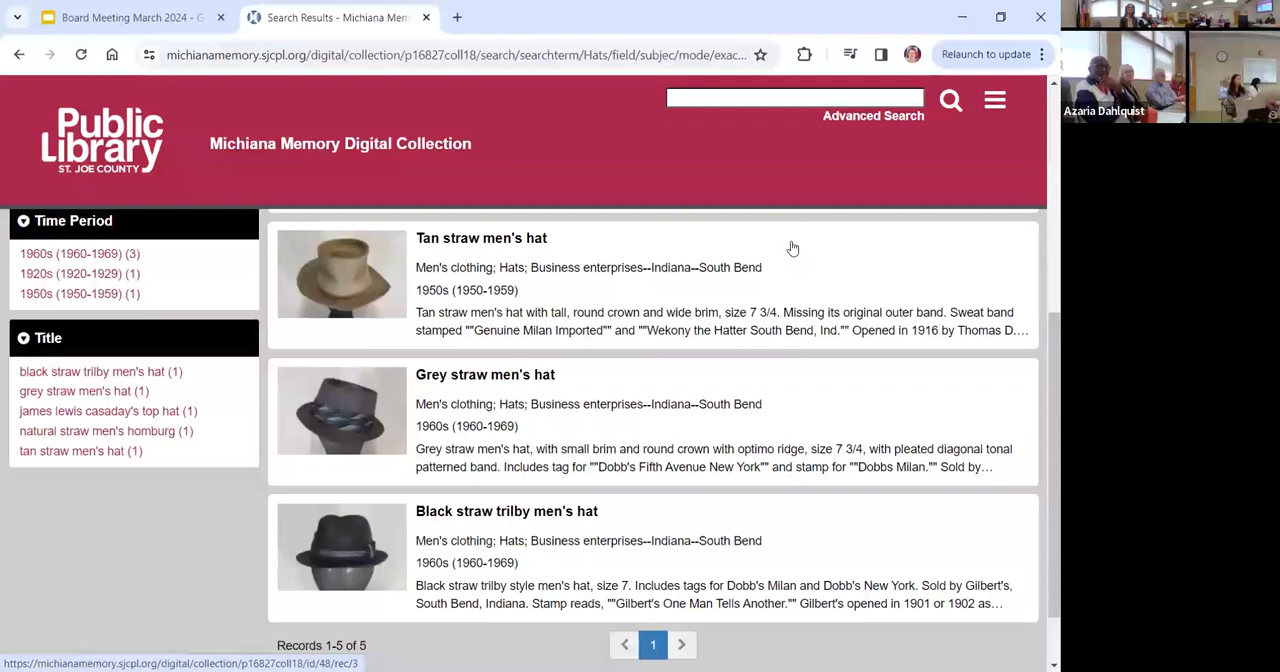 Board Meeting March 2024 - G
Search Results - Michiana Mem
michianamemory.sjcpl.org/digital/collection/p16827coll18/search/searchterm/Hats/field/subjec/mode/exac...
Relaunch to update
Public
Library
ST. JOE COUNTY
Michiana Memory Digital Collection
Advanced Search
Azaria Dahlquist
Time Period
1960s (1960-1969) (3)
1920s (1920-1929) (1)
1950s (1950-1959) (1)
Title
black straw trilby men's hat (1)
grey straw men's hat (1)
james lewis casaday's top hat (1)
natural straw men's homburg (1)
tan straw men's hat (1)
Tan straw men's hat
Men's clothing; Hats; Business enterprises--Indiana--South Bend
1950s (1950-1959)
Tan straw men's hat with tall, round crown and wide brim, size 7 3/4. Missing its original outer band. Sweat band
stamped ""Genuine Milan Imported"" and ""Wekony the Hatter South Bend, Ind."" Opened in 1916 by Thomas D....
Grey straw men's hat
Men's clothing; Hats; Business enterprises--Indiana--South Bend
1960s (1960-1969)
Grey straw men's hat, with small brim and round crown with optimo ridge, size 7 3/4, with pleated diagonal tonal
patterned band. Includes tag for ""Dobb's Fifth Avenue New York"" and stamp for ""Dobbs Milan."" Sold by...
Black straw trilby men's hat
Men's clothing; Hats; Business enterprises--Indiana--South Bend
1960s (1960-1969)
Black straw trilby style men's hat, size 7. Includes tags for Dobb's Milan and Dobb's New York. Sold by Gilbert's,
South Bend, Indiana. Stamp reads, ""Gilbert's One Man Tells Another."" Gilbert's opened in 1901 or 1902 as...
Records 1-5 of 5
1
https://michianamemory.sjcpl.org/digital/collection/p16827coll18/id/48/rec/3